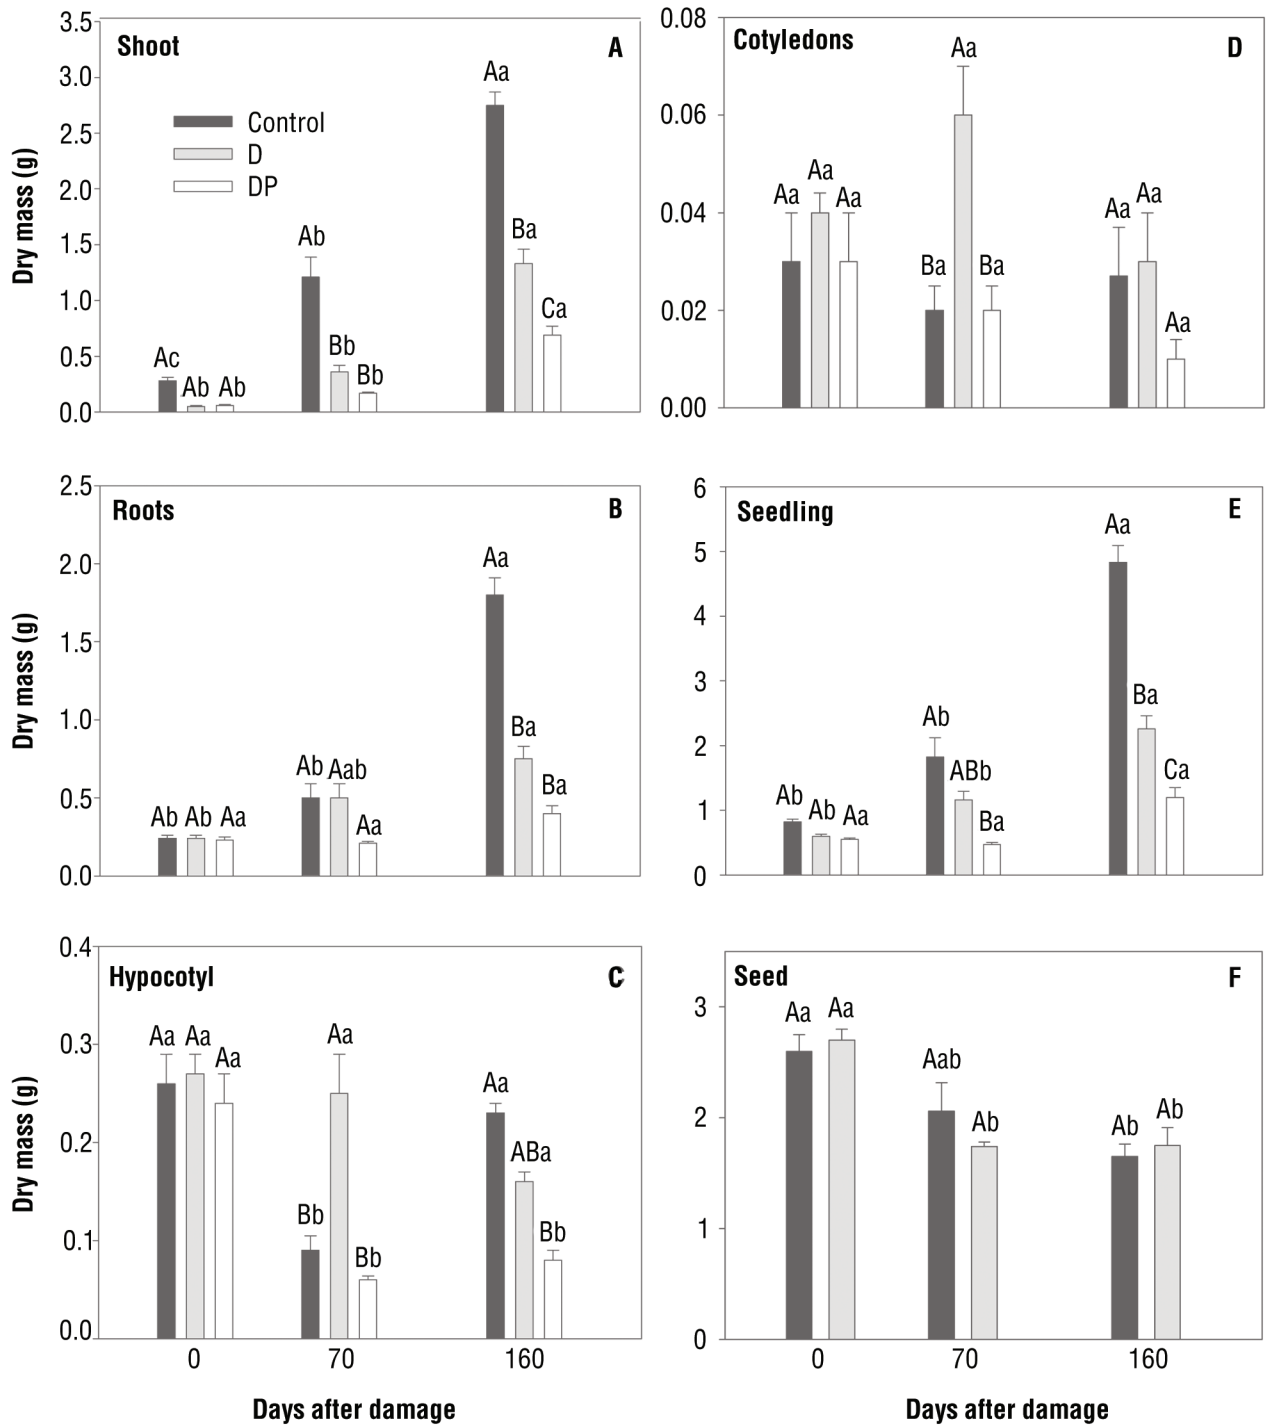 Shoot A
3.5
3.0
2.5
2.0
1.5
1.0
0.5
0.0
Dry mass (g)
Control
D
DP
Ac Ab Ab
Ab Bb Bb
Aa Ba Ca
Cotyledons D
0.08
0.06
0.04
0.02
0.00
Aa Aa Aa
Ba Aa Ba
Aa Aa Aa
Roots B
2.5
2.0
1.5
1.0
0.5
0.0
Dry mass (g)
Ab Ab Aa
Ab Aab Aa
Aa Ba Ba
Seedling E
6
5
4
3
2
1
0
Ab Ab Aa
Ab ABb Ba
Aa Ba Ca
Hypocotyl C
0.4
0.3
0.2
0.1
0.0
Dry mass (g)
Aa Aa Aa
Bb Aa Bb
Aa ABa Bb
0 70 160
Days after damage
Seed F
3
2
1
0
Aa Aa
Aab Ab
Ab Ab
0 70 160
Days after damage